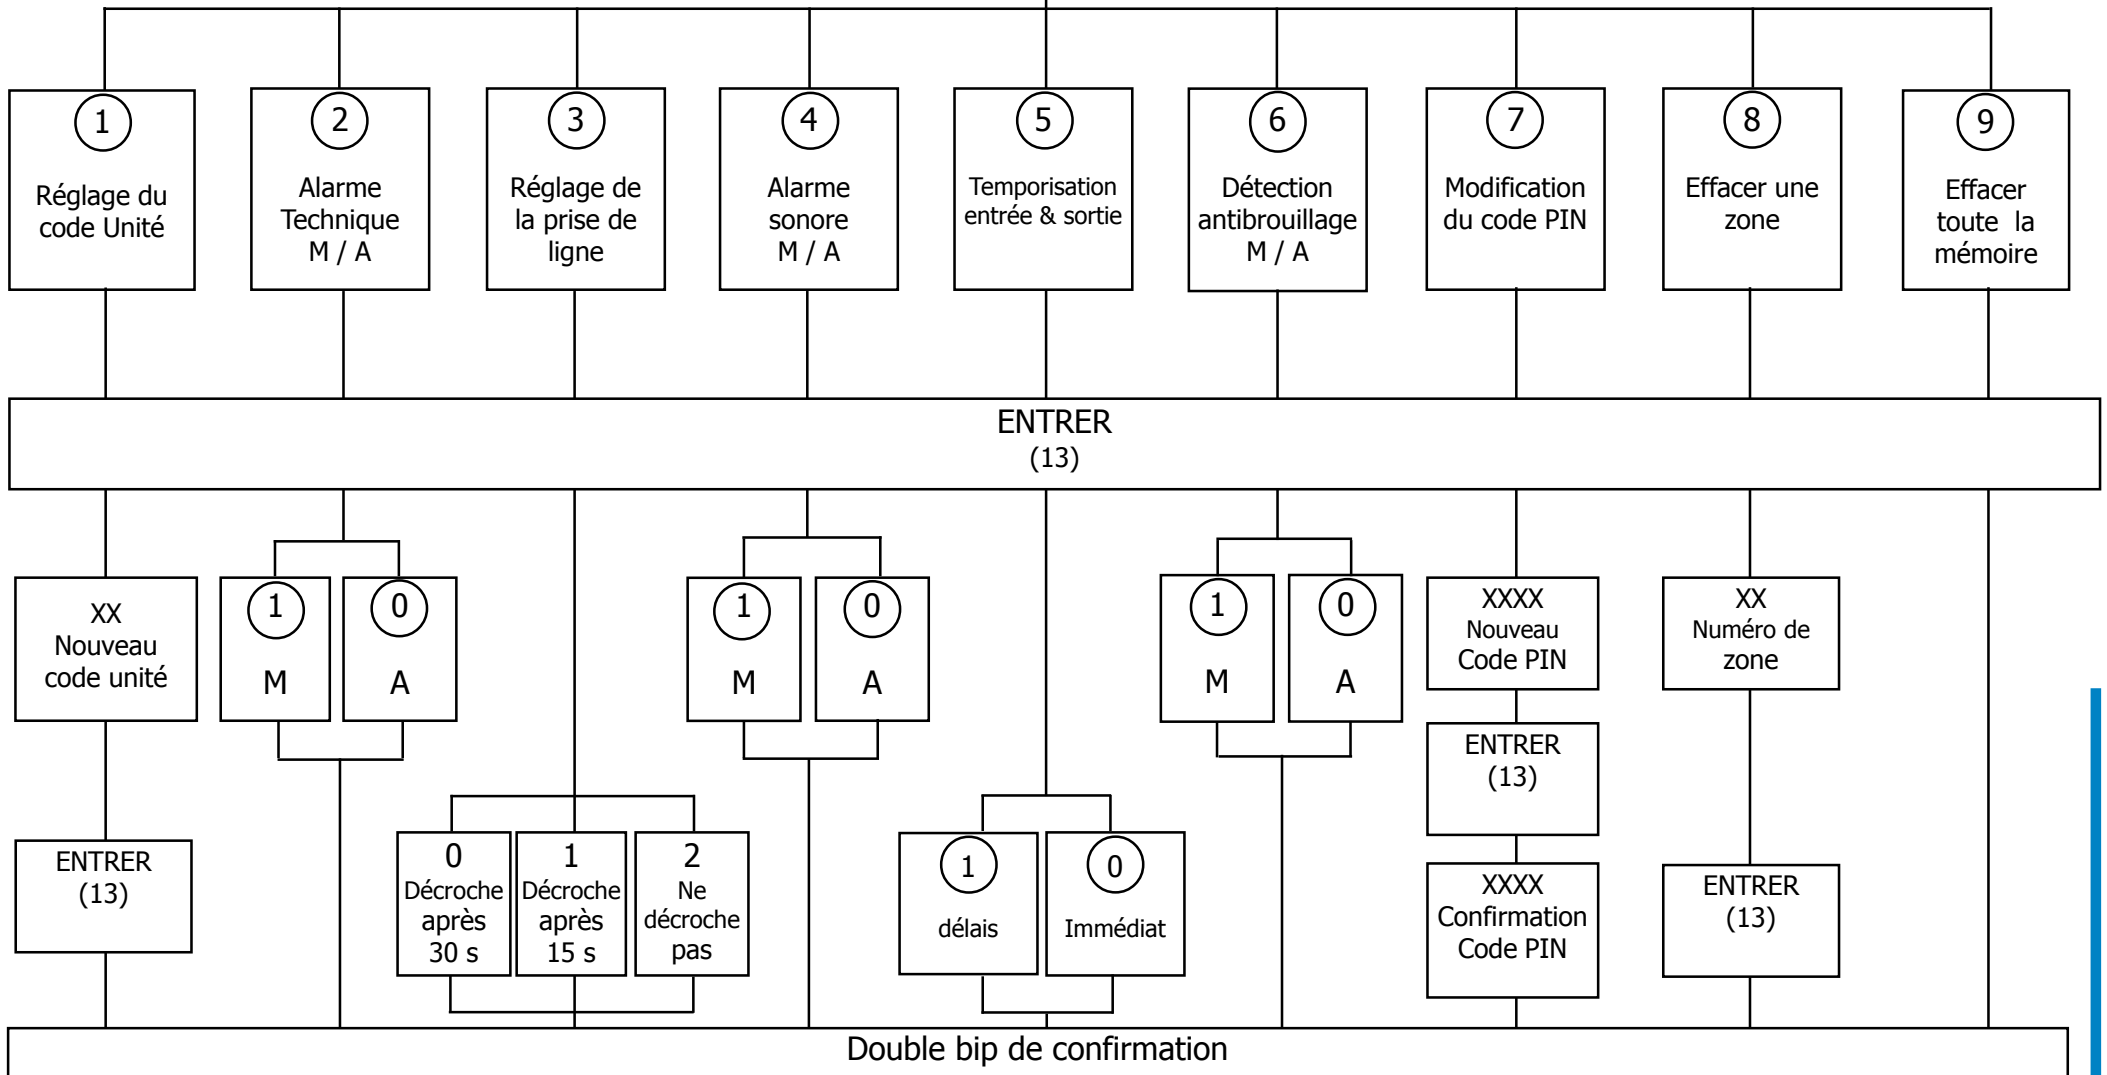 1
Réglage du
code Unité
2
Alarme
Technique
M / A
3
Réglage de
la prise de
ligne
4
Alarme
sonore
M / A
5
Temporisation
entrée & sortie
6
Détection
antibrouillage
M / A
7
Modification
du code PIN
8
Effacer une
zone
9
Effacer
toute la
mémoire
ENTRER
(13)
XX
Nouveau
code unité
ENTRER
(13)
1
M
0
A
0
Décroche
après
30 s
1
Décroche
après
15 s
2
Ne
décroche
pas
1
M
0
A
1
délais
0
Immédiat
1
M
0
A
XXXX
Nouveau
Code PIN
ENTRER
(13)
XXXX
Confirmation
Code PIN
XX
Numéro de
zone
ENTRER
(13)
Double bip de confirmation